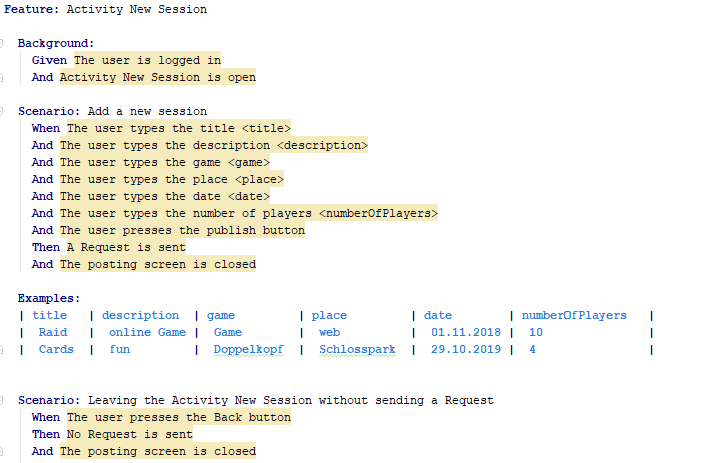 Feature: Activity New Session
Background:
Given The user is logged in
And Activity New Session is open
Scenario: Add a new session
When The user types the title <title>
And The user types the description <description>
And The user types the game <game>
And The user types the place <place>
And The user types the date <date>
And The user types the number of players <numberOfPlayers>
And The user presses the publish button
Then A Request is sent
And The posting screen is closed
Examples:
| title | description | game | place | date | numberOfPlayers |
| Raid | online Game | Game | web | 01.11.2018 | 10 |
| Cards | fun | Doppelkopf | Schlosspark | 29.10.2019 | 4 |
Scenario: Leaving the Activity New Session without sending a Request
When The user presses the Back button
Then No Request is sent
And The posting screen is closed